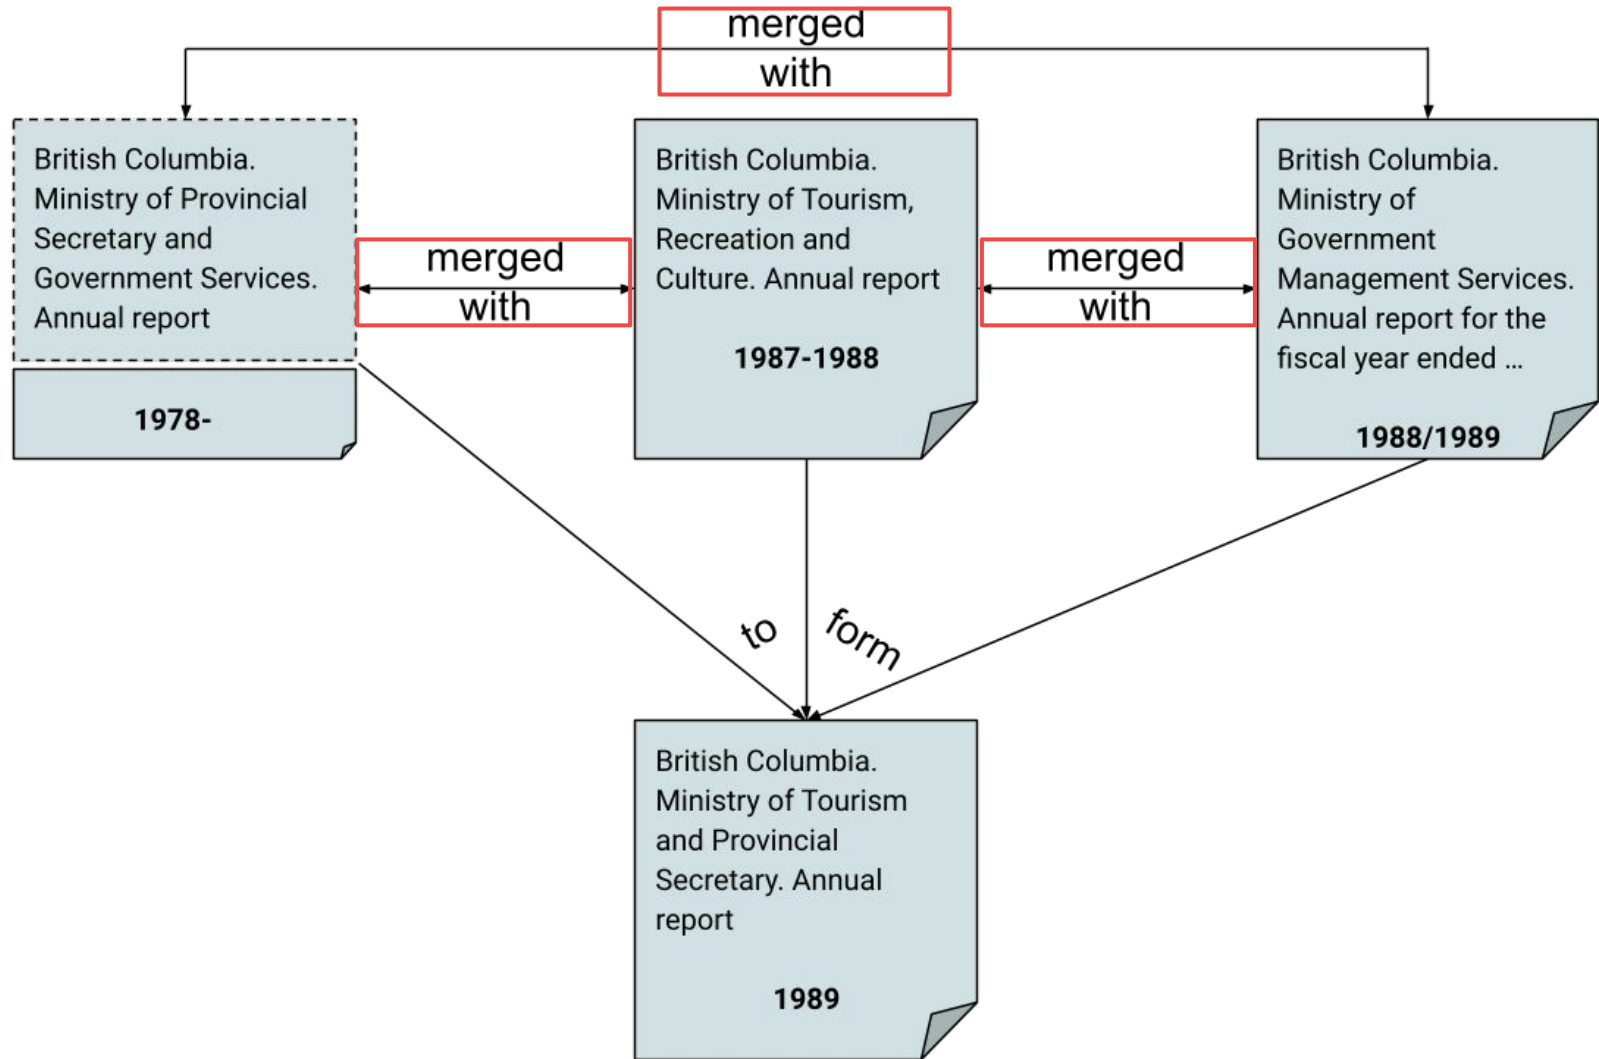 merged
with
British Columbia.
Ministry of Provincial
Secretary and
Government Services.
Annual report
1978-
merged
with
British Columbia.
Ministry of Tourism,
Recreation and
Culture. Annual report
1987-1988
merged
with
British Columbia.
Ministry of
Government
Management Services.
Annual report for the
fiscal year ended ...
1988/1989
to
form
British Columbia.
Ministry of Tourism
and Provincial
Secretary. Annual
report
1989